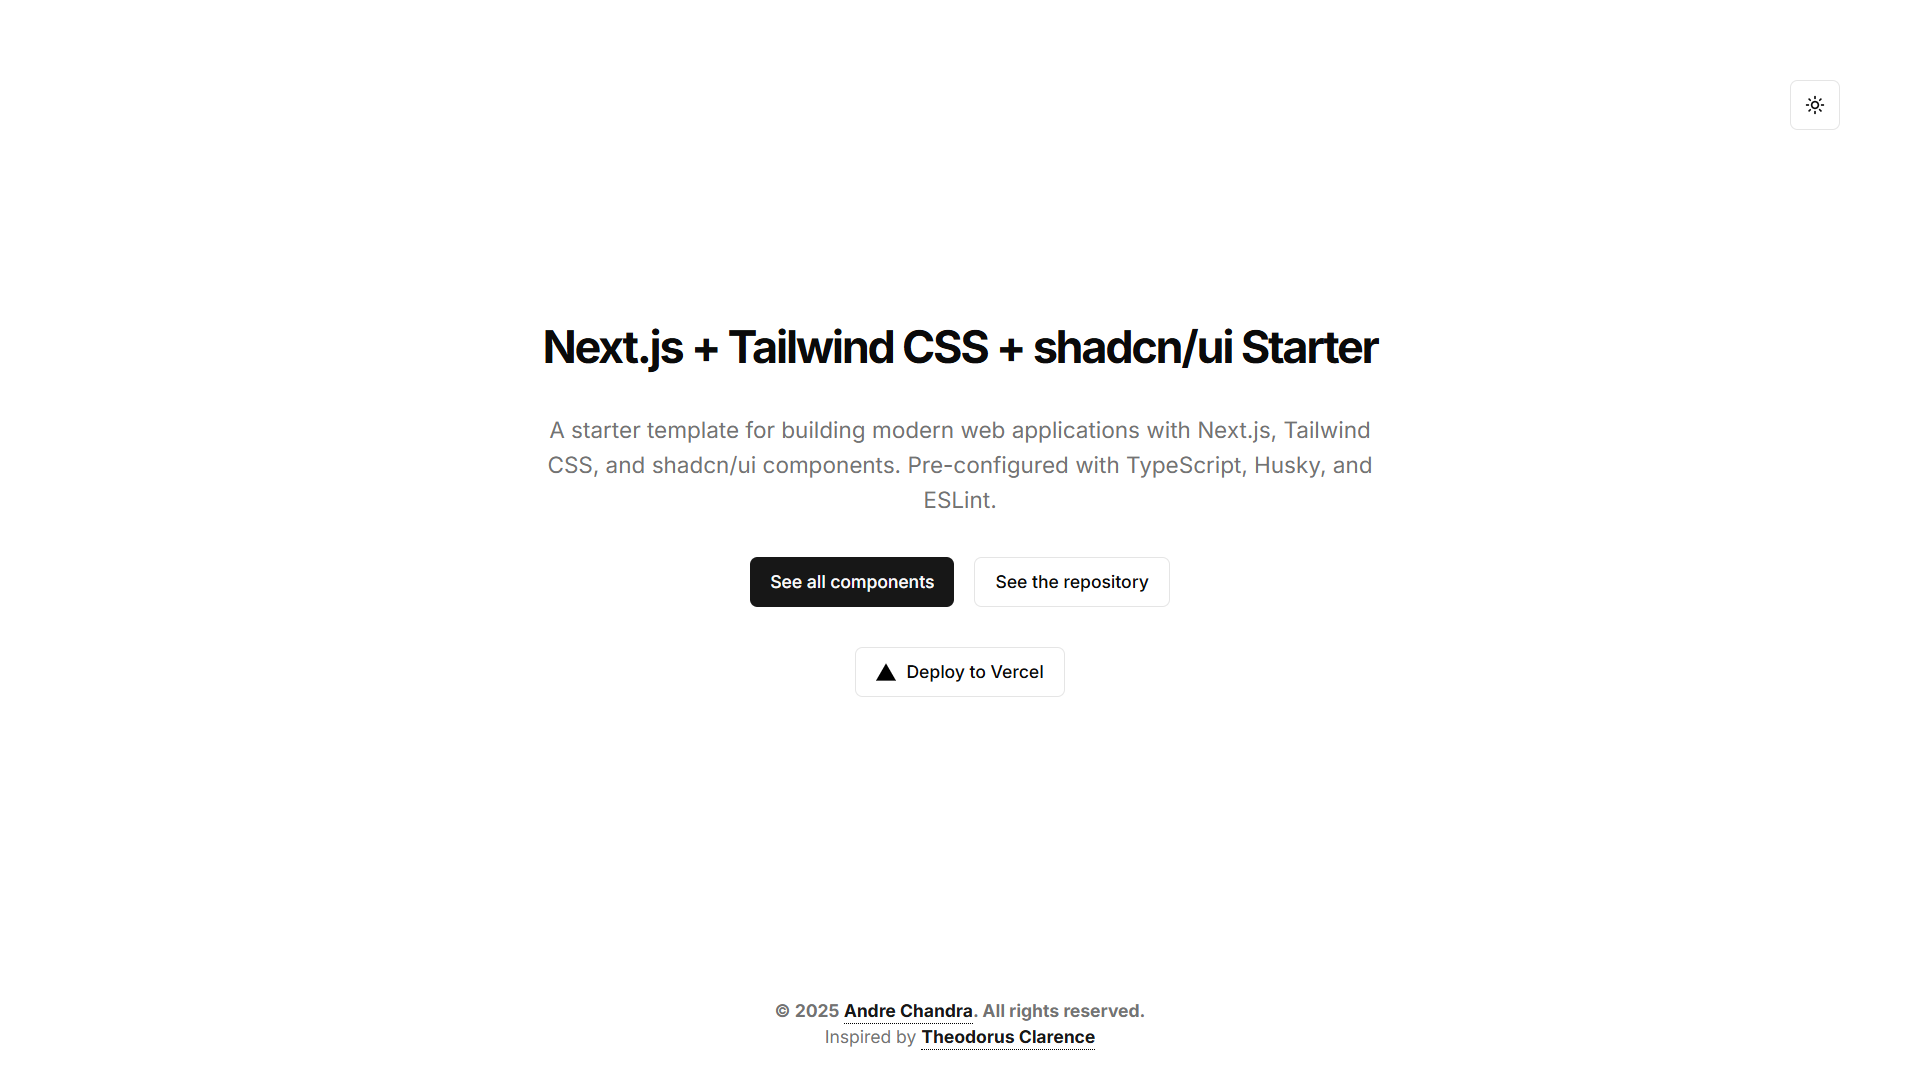 Next.js + Tailwind CSS + shadcn/ui Starter
A starter template for building modern web applications with Next.js, Tailwind
CSS, and shadcn/ui components. Pre-configured with TypeScript, Husky, and
ESLint.
See all components
See the repository
Deploy to Vercel
© 2025 Andre Chandra. All rights reserved.
Inspired by Theodorus Clarence